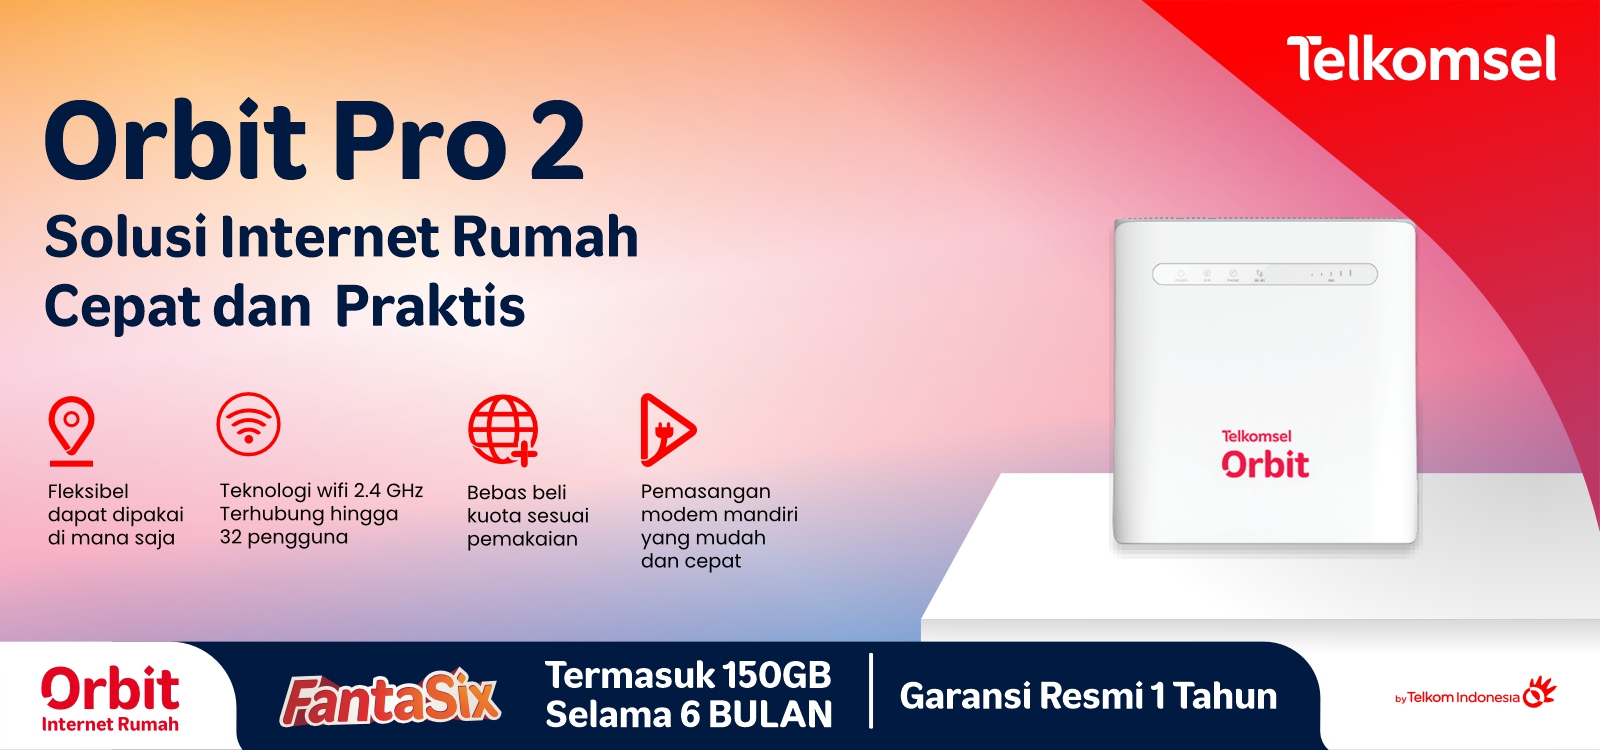 Telkomsel
Orbit Pro 2
Solusi Internet Rumah
Cepat dan Praktis
Fleksibel
dapat dipakai
di mana saja
Teknologi wifi 2.4 GHz
Terhubung hingga
32 pengguna
Bebas beli
kuota sesuai
pemakaian
Pemasangan
modem mandiri
yang mudah
dan cepat
Telkomsel
Orbit
Orbit
Internet Rumah
FantaSix
Termasuk 150GB
Selama 6 BULAN
Garansi Resmi 1 Tahun
by Telkom Indonesia